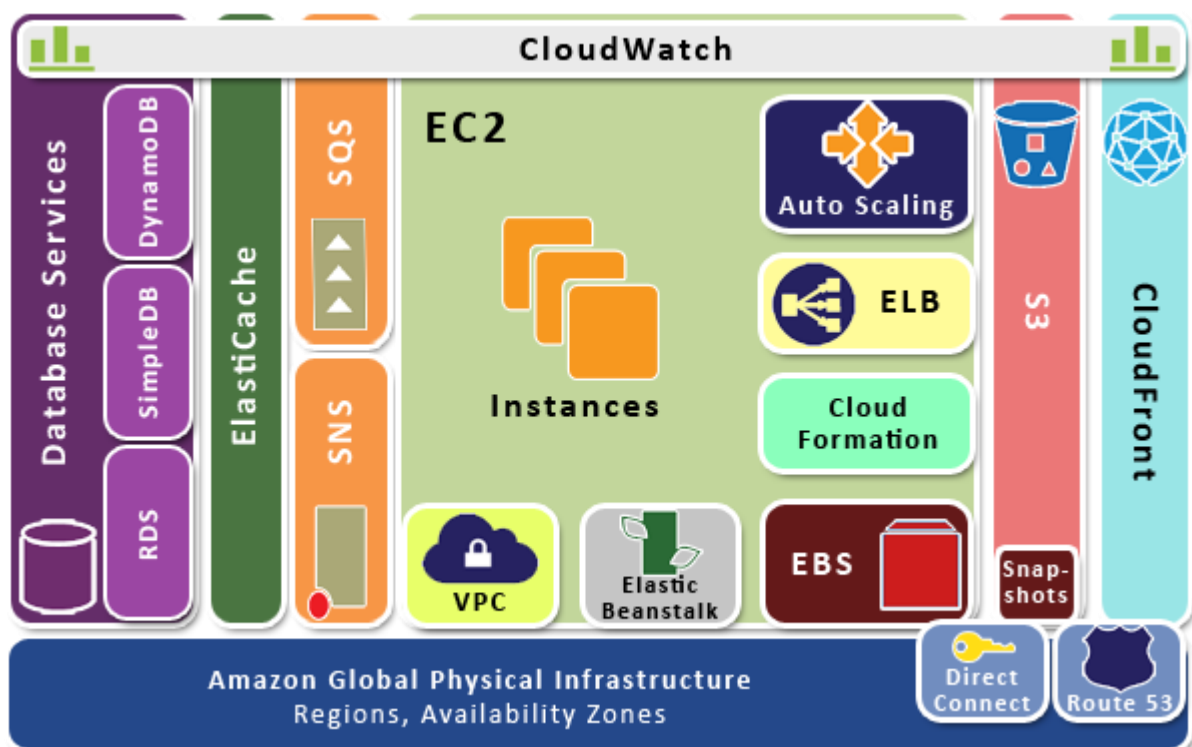 CloudWatch
Database Services
DynamoDB
SimpleDB
RDS
ElastiCache
SQS
SNS
EC2
Instances
Auto Scaling
ELB
Cloud
Formation
VPC
Elastic
Beanstalk
EBS
S3
Snap-
shots
CloudFront
Amazon Global Physical Infrastructure
Regions, Availability Zones
Direct
Connect
Route 53